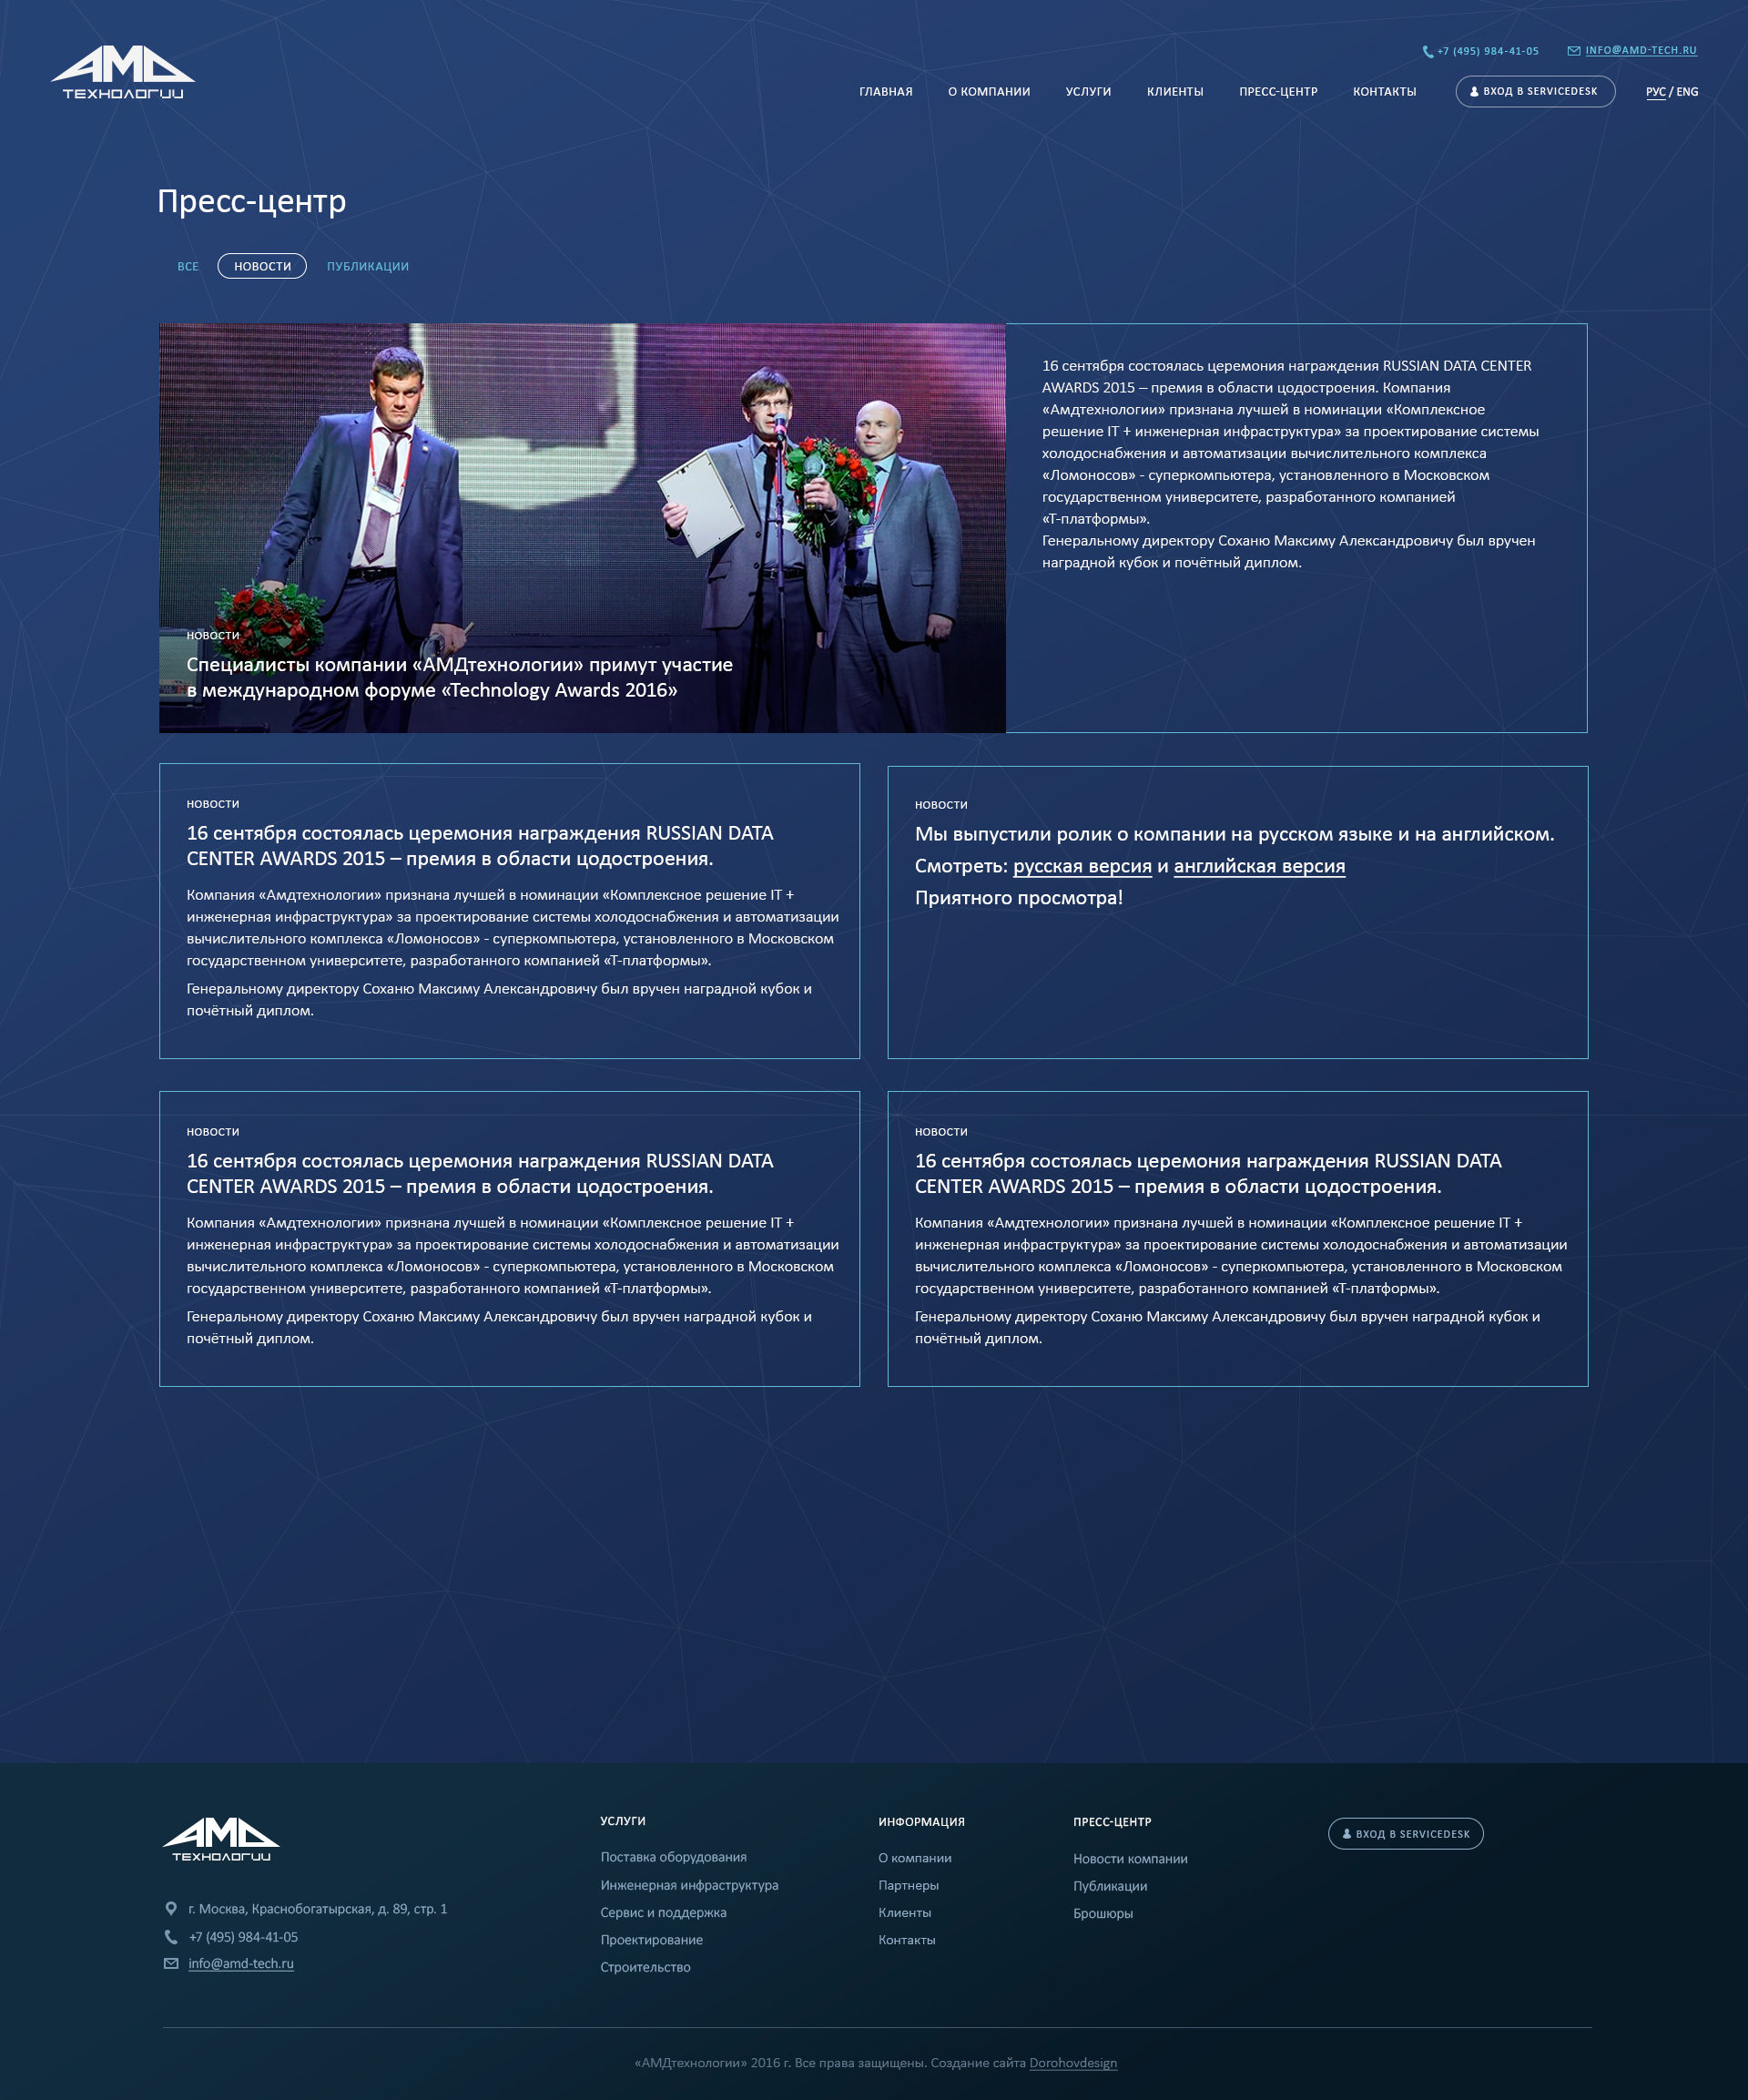 АМD
ТЕХНОЛОГИИ
+7 (495) 984-41-05
INFO@AMD-TECH.RU
ГЛАВНАЯ
О КОМПАНИИ
УСЛУГИ
КЛИЕНТЫ
ПРЕСС-ЦЕНТР
КОНТАКТЫ
ВХОД В SERVICEDESK
РУС / ENG
Пресс-центр
ВСЕ
НОВОСТИ
ПУБЛИКАЦИИ
НОВОСТИ
Специалисты компании «АМДтехнологии» примут участие
в международном форуме «Technology Awards 2016»
16 сентября состоялась церемония награждения RUSSIAN DATA CENTER
AWARDS 2015 – премия в области цодостроения. Компания
«Амдтехнологии» признана лучшей в номинации «Комплексное
решение IT + инженерная инфраструктура» за проектирование системы
холодоснабжения и автоматизации вычислительного комплекса
«Ломоносов» - суперкомпьютера, установленного в Московском
государственном университете, разработанного компанией
«Т-платформы».
Генеральному директору Соханю Максиму Александровичу был вручен
наградной кубок и почётный диплом.
НОВОСТИ
16 сентября состоялась церемония награждения RUSSIAN DATA
CENTER AWARDS 2015 – премия в области цодостроения.
Компания «Амдтехнологии» признана лучшей в номинации «Комплексное решение IT +
инженерная инфраструктура» за проектирование системы холодоснабжения и автоматизации
вычислительного комплекса «Ломоносов» - суперкомпьютера, установленного в Московском
государственном университете, разработанного компанией «Т-платформы».
Генеральному директору Соханю Максиму Александровичу был вручен наградной кубок и
почётный диплом.
НОВОСТИ
Мы выпустили ролик о компании на русском языке и на английском.
Смотреть: русская версия и английская версия
Приятного просмотра!
НОВОСТИ
16 сентября состоялась церемония награждения RUSSIAN DATA
CENTER AWARDS 2015 – премия в области цодостроения.
Компания «Амдтехнологии» признана лучшей в номинации «Комплексное решение IT +
инженерная инфраструктура» за проектирование системы холодоснабжения и автоматизации
вычислительного комплекса «Ломоносов» - суперкомпьютера, установленного в Московском
государственном университете, разработанного компанией «Т-платформы».
Генеральному директору Соханю Максиму Александровичу был вручен наградной кубок и
почётный диплом.
НОВОСТИ
16 сентября состоялась церемония награждения RUSSIAN DATA
CENTER AWARDS 2015 – премия в области цодостроения.
Компания «Амдтехнологии» признана лучшей в номинации «Комплексное решение IT +
инженерная инфраструктура» за проектирование системы холодоснабжения и автоматизации
вычислительного комплекса «Ломоносов» - суперкомпьютера, установленного в Московском
государственном университете, разработанного компанией «Т-платформы».
Генеральному директору Соханю Максиму Александровичу был вручен наградной кубок и
почётный диплом.
АМD
ТЕХНОЛОГИИ
г. Москва, Краснобогатырская, д. 89, стр. 1
+7 (495) 984-41-05
info@amd-tech.ru
УСЛУГИ
Поставка оборудования
Инженерная инфраструктура
Сервис и поддержка
Проектирование
Строительство
ИНФОРМАЦИЯ
О компании
Партнеры
Клиенты
Контакты
ПРЕСС-ЦЕНТР
Новости компании
Публикации
Брошюры
ВХОД В SERVICEDESK
«АМДтехнологии» 2016 г. Все права защищены. Создание сайта Dorohovdesign